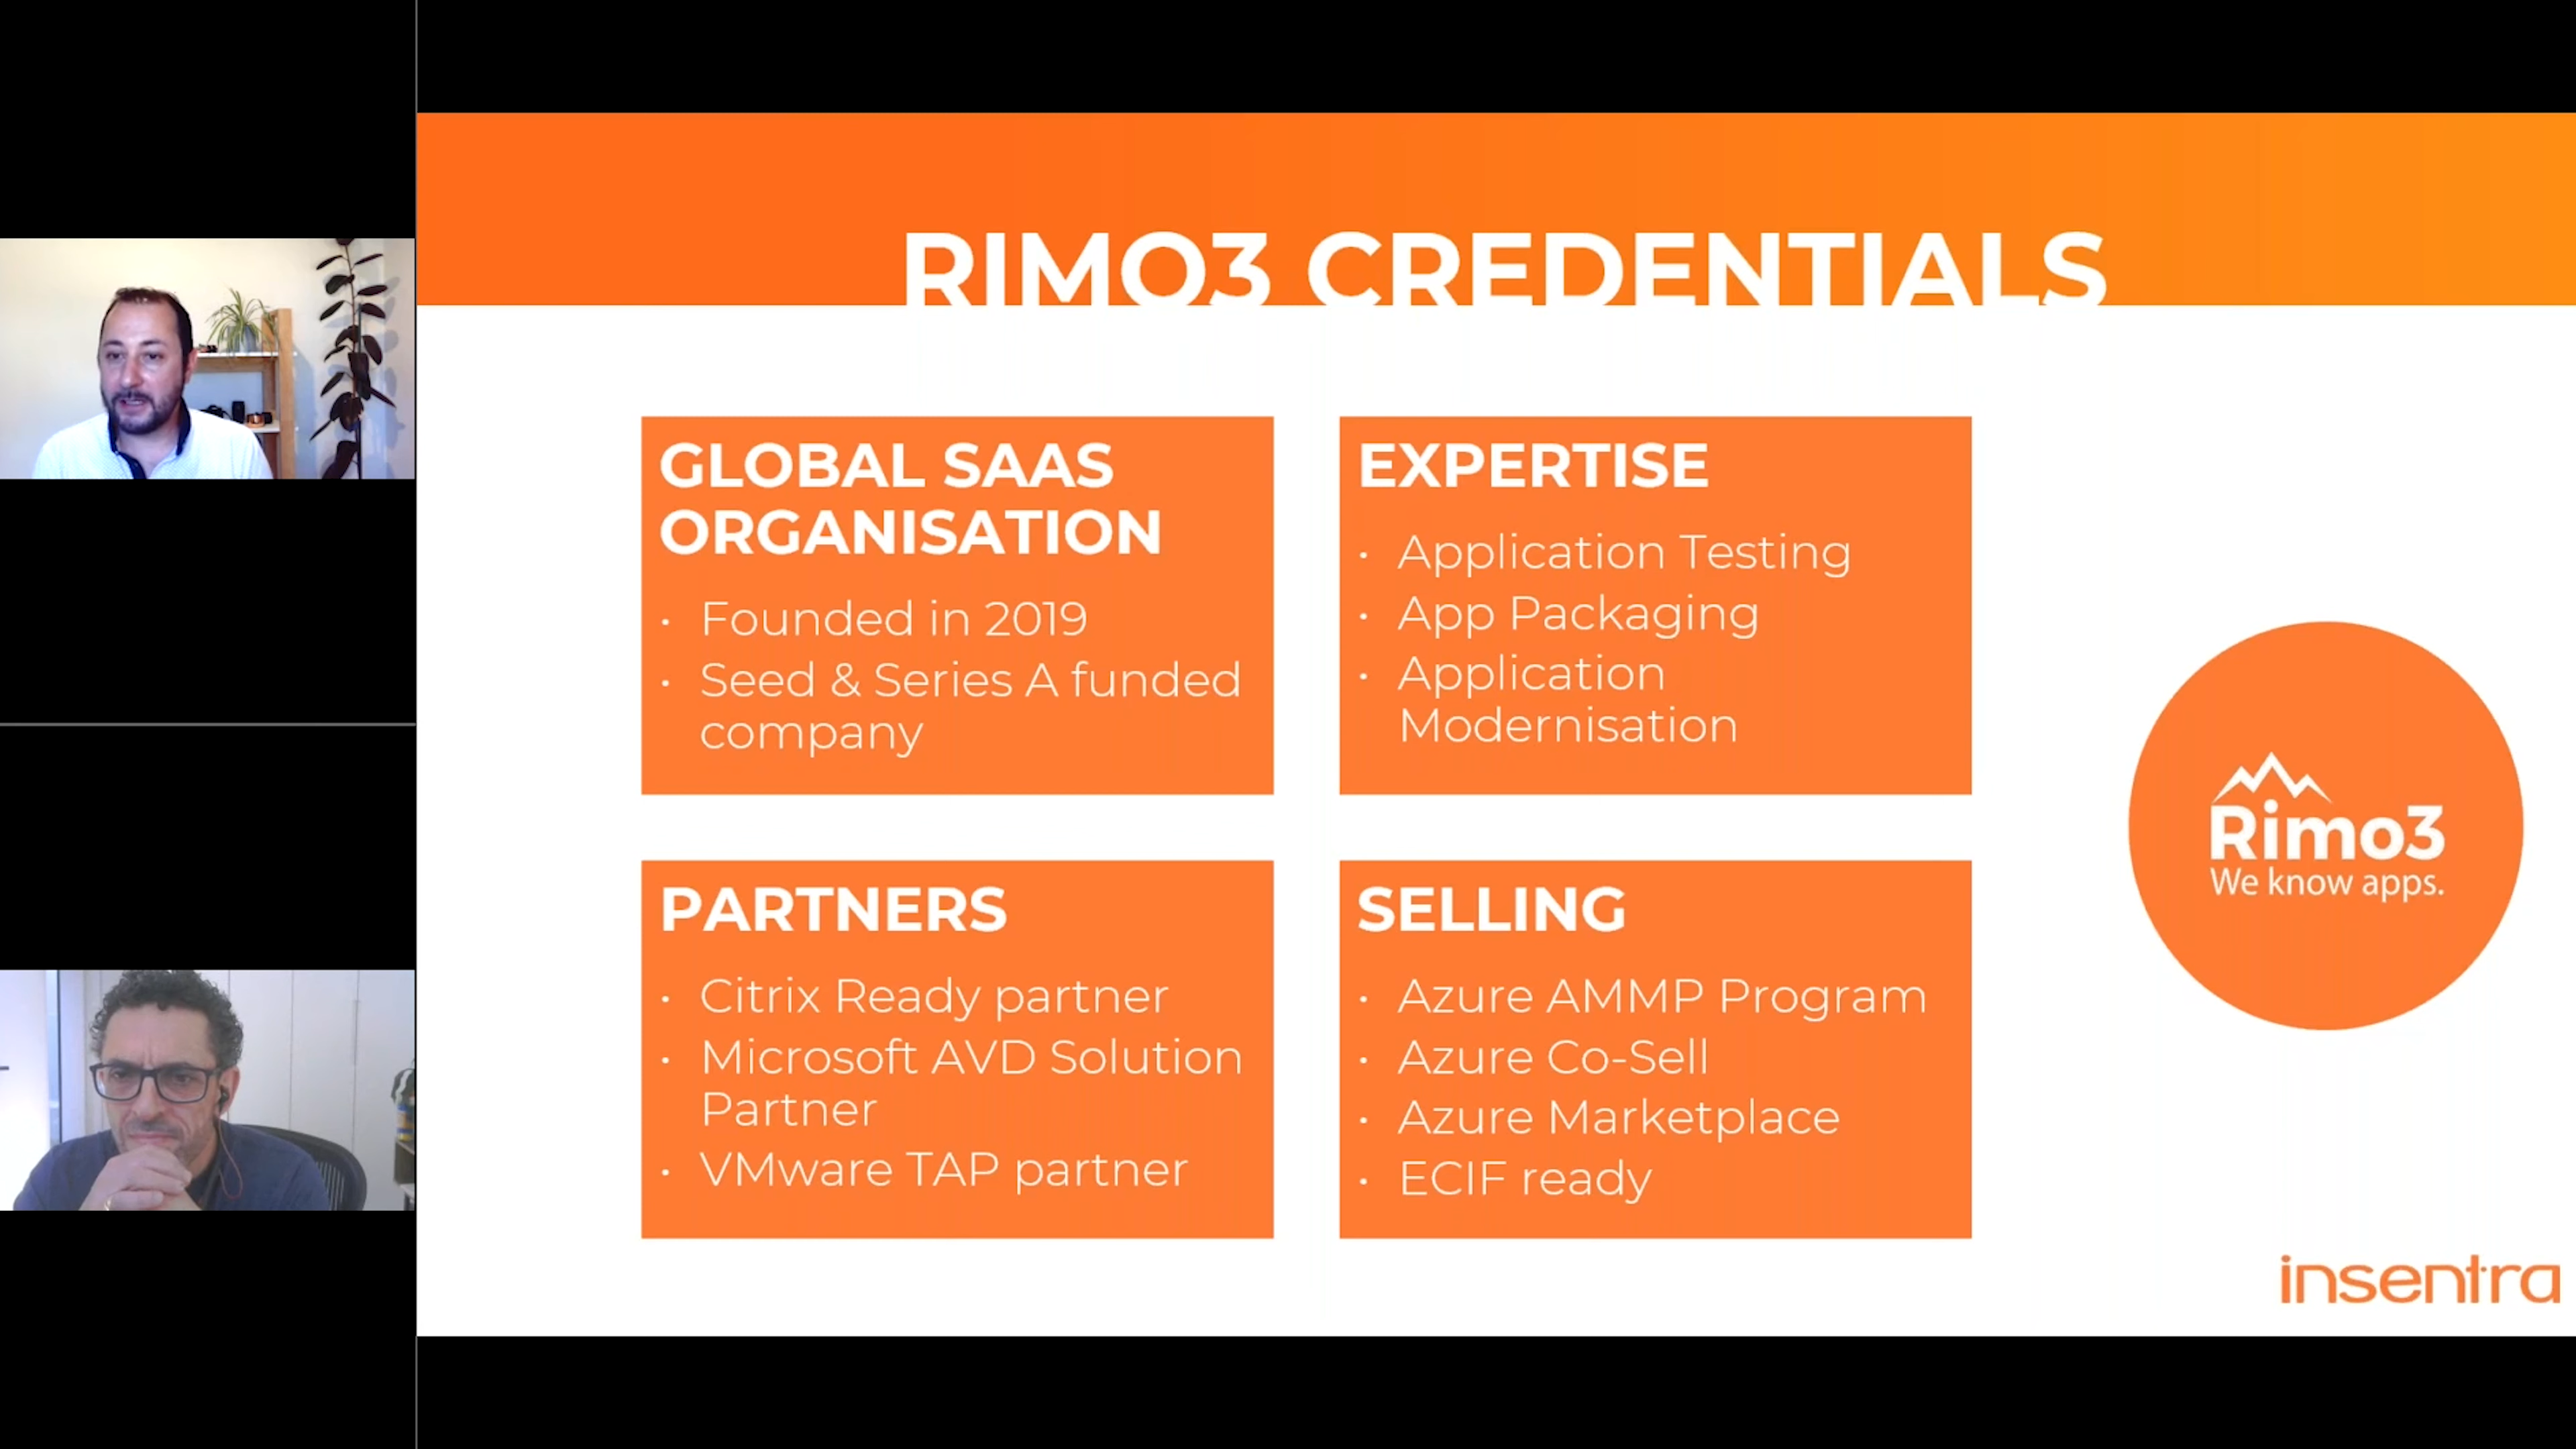 RIMO3 CREDENTIALS
GLOBAL SAAS
ORGANISATION
• Founded in 2019
• Seed & Series A funded
company
EXPERTISE
• Application Testing
• App Packaging
• Application
Modernisation
PARTNERS
• Citrix Ready partner
• Microsoft AVD Solution
Partner
• VMware TAP partner
SELLING
• Azure AMMP Program
• Azure Co-Sell
• Azure Marketplace
• ECIF ready
Rimo3
We know apps.
insentra